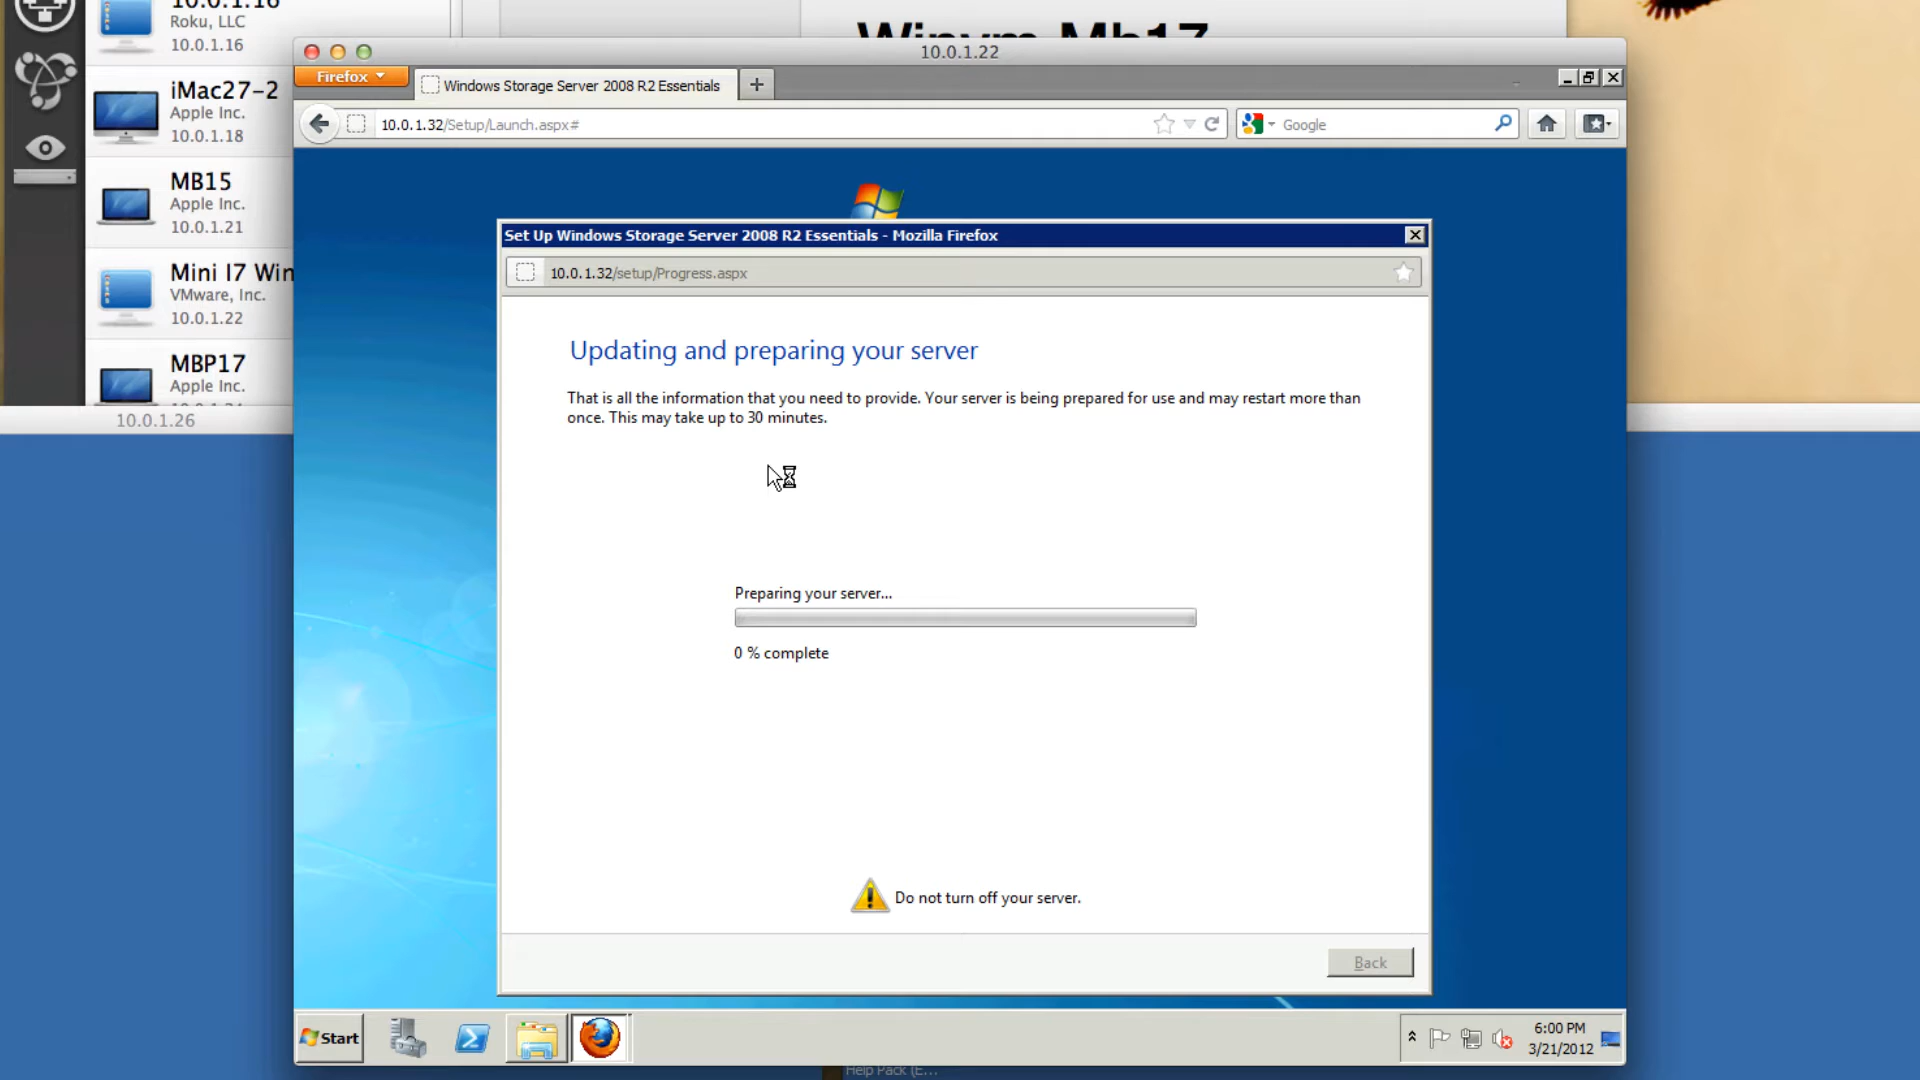 10.0.1.16
Roku, LLC
10.0.1.16
iMac27-2
Apple Inc.
10.0.1.18
MB15
Apple Inc.
10.0.1.21
Mini I7 Win
VMware, Inc.
10.0.1.22
MBP17
Apple Inc.
10.0.1.26
Winvm Mb17
10.0.1.22
Firefox
Windows Storage Server 2008 R2 Essentials
10.0.1.32/Setup/Launch.aspx#
Google
Set Up Windows Storage Server 2008 R2 Essentials - Mozilla Firefox
10.0.1.32/setup/Progress.aspx
Updating and preparing your server
That is all the information that you need to provide. Your server is being prepared for use and may restart more than
once. This may take up to 30 minutes.
Preparing your server...
0 % complete
Do not turn off your server.
Back
Start
6:00 PM
3/21/2012
Help Pack (E...